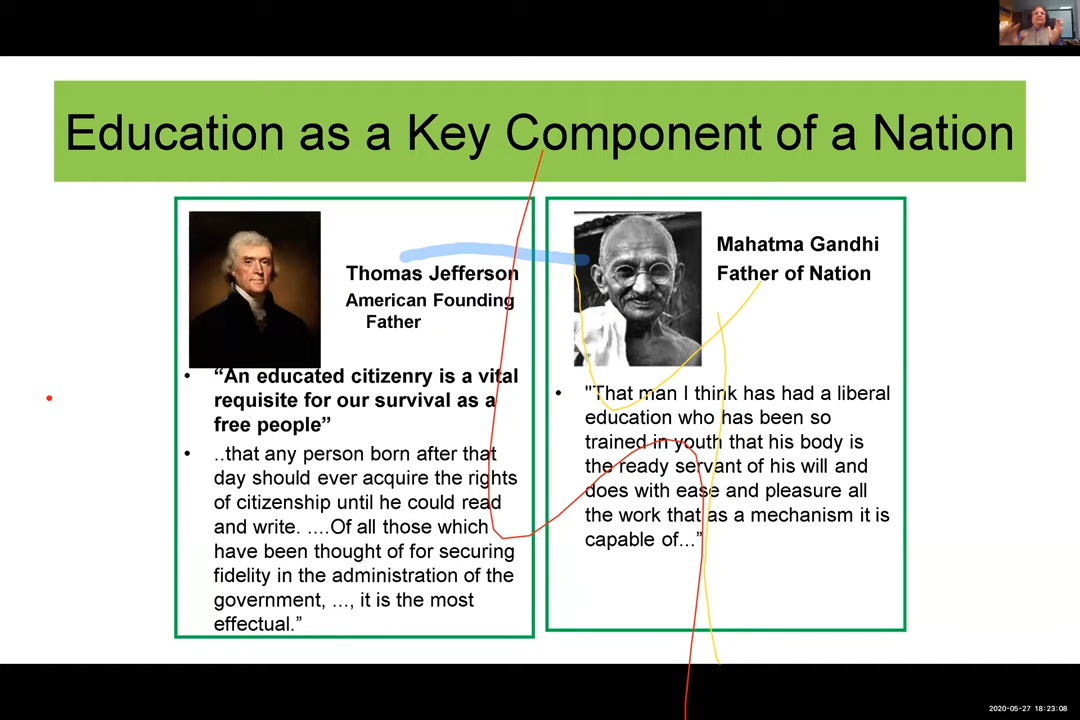 Education as a Key Component of a Nation
Thomas Jefferson
American Founding
Father
• “An educated citizenry is a vital
requisite for our survival as a
free people”
• ..that any person born after that
day should ever acquire the rights
of citizenship until he could read
and write. ....Of all those which
have been thought of for securing
fidelity in the administration of the
government, ..., it is the most
effectual.”
Mahatma Gandhi
Father of Nation
• "That man I think has had a liberal
education who has been so
trained in youth that his body is
the ready servant of his will and
does with ease and pleasure all
the work that as a mechanism it is
capable of...”
2020-05-27 18:23:08